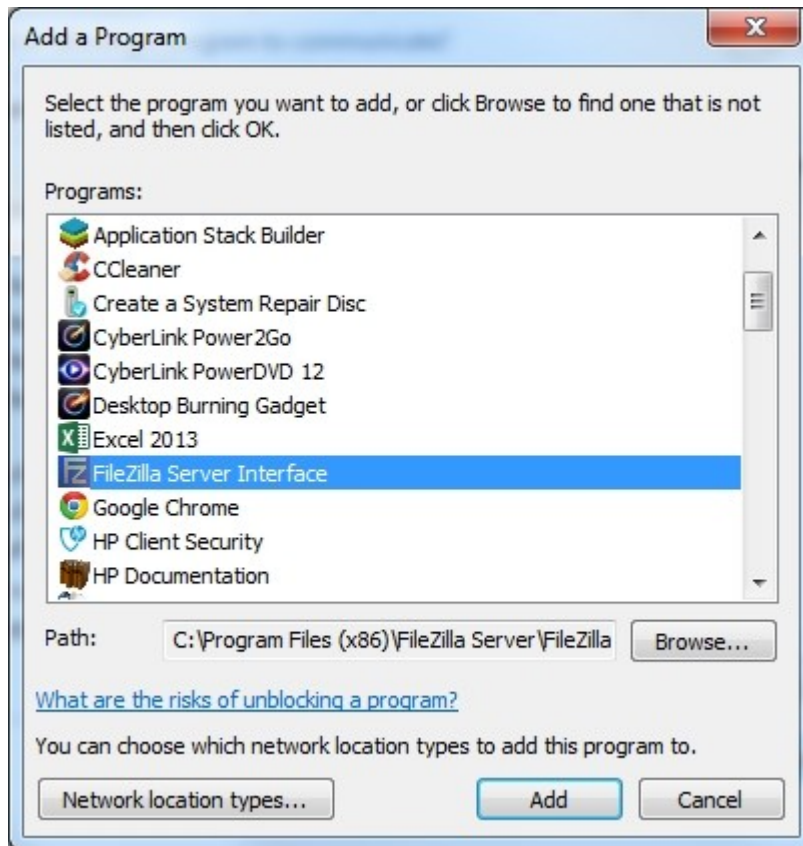 Add a Program
Select the program you want to add, or click Browse to find one that is not
listed, and then click OK.
Programs:
Application Stack Builder
CCleaner
Create a System Repair Disc
CyberLink Power2Go
CyberLink PowerDVD 12
Desktop Burning Gadget
Excel 2013
FileZilla Server Interface
Google Chrome
HP Client Security
HP Documentation
Path: C:\Program Files (x86)\FileZilla Server\FileZilla Browse...
What are the risks of unblocking a program?
You can choose which network location types to add this program to.
Network location types... Add Cancel